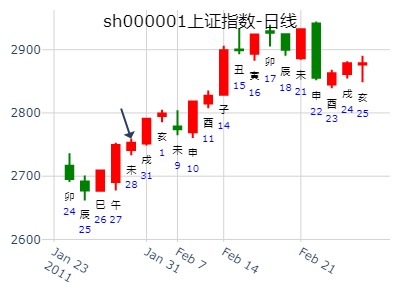 sh000001上证指数-日线
2900
2800
2700
2600
卯
24
辰
25
巳
26
午
27
未
28
戌
31
亥
1
未
9
申
10
酉
11
子
14
丑
15
寅
16
卯
17
辰
18
未
21
申
22
酉
23
戌
24
亥
25
Jan 23
2011
Jan 31
Feb 7
Feb 14
Feb 21